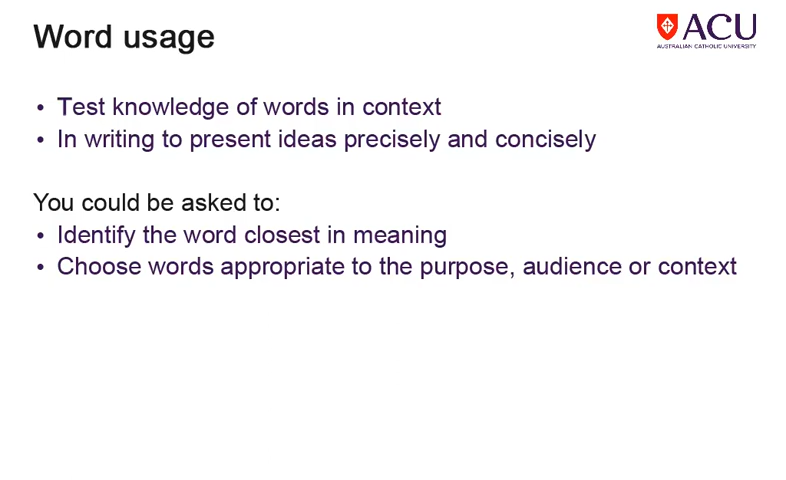 Word usage
ACU
AUSTRALIAN CATHOLIC UNIVERSITY
• Test knowledge of words in context
• In writing to present ideas precisely and concisely
You could be asked to:
• Identify the word closest in meaning
• Choose words appropriate to the purpose, audience or context